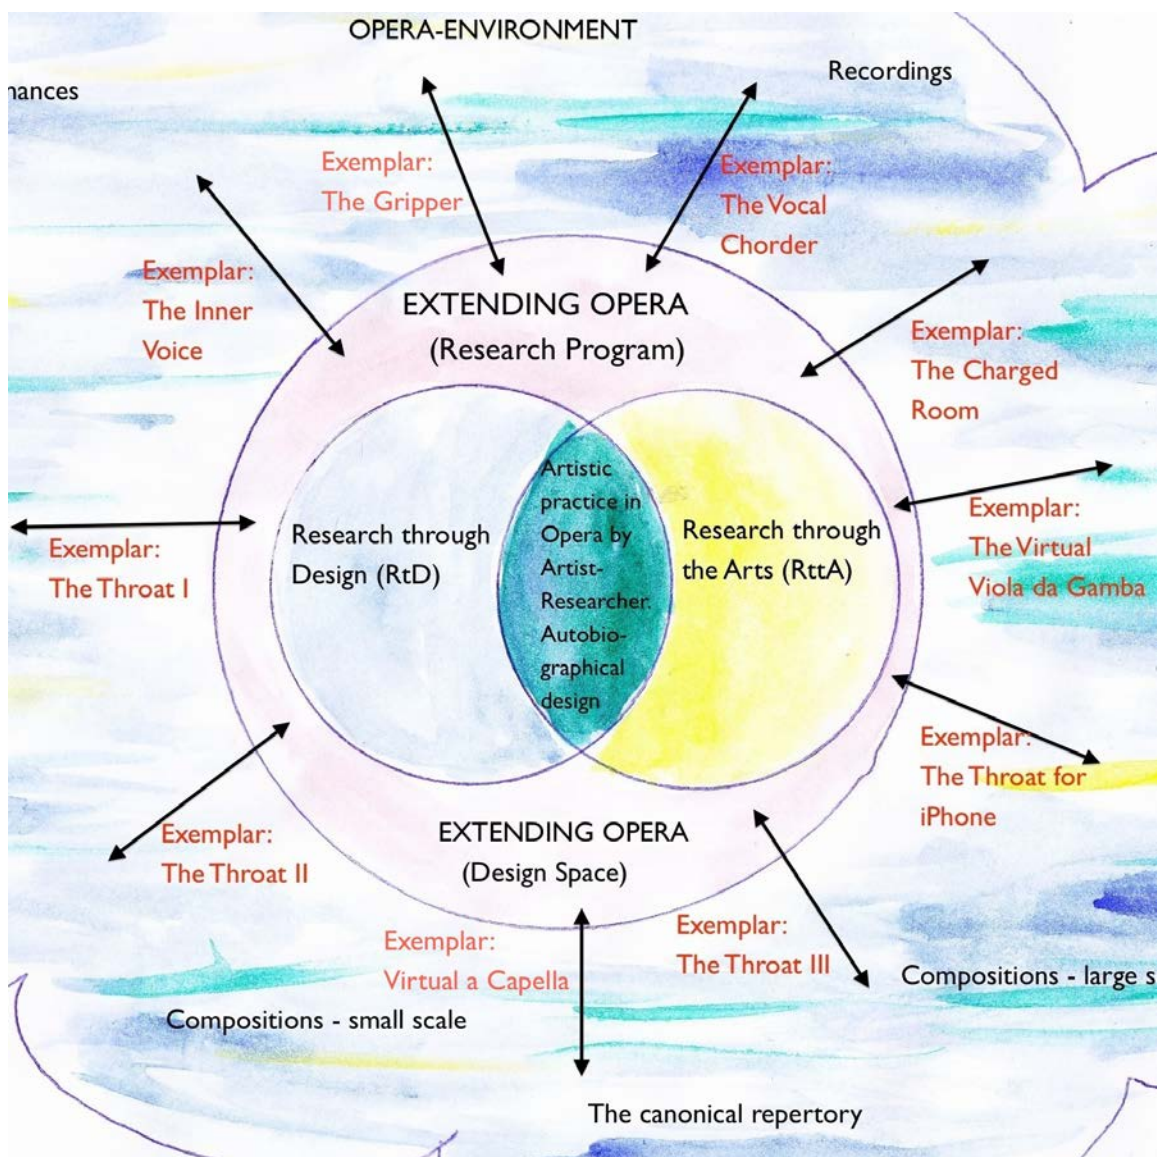 OPERA-ENVIRONMENT
Recordings
nances
Exemplar:
The Gripper
Exemplar:
The Vocal
Chorder
Exemplar:
The Inner
Voice
EXTENDING OPERA
(Research Program)
Exemplar:
The Charged
Room
Artistic
practice in
Opera by
Artist-
Researcher.
Autobio-
graphical
design
Research through
Design (RtD)
Research through
the Arts (RttA)
Exemplar:
The Throat I
Exemplar:
The Virtual
Viola da Gamba
Exemplar:
The Throat for
iPhone
Exemplar:
The Throat II
EXTENDING OPERA
(Design Space)
Exemplar:
Virtual a Capella
Exemplar:
The Throat III
Compositions - large s
Compositions - small scale
The canonical repertory